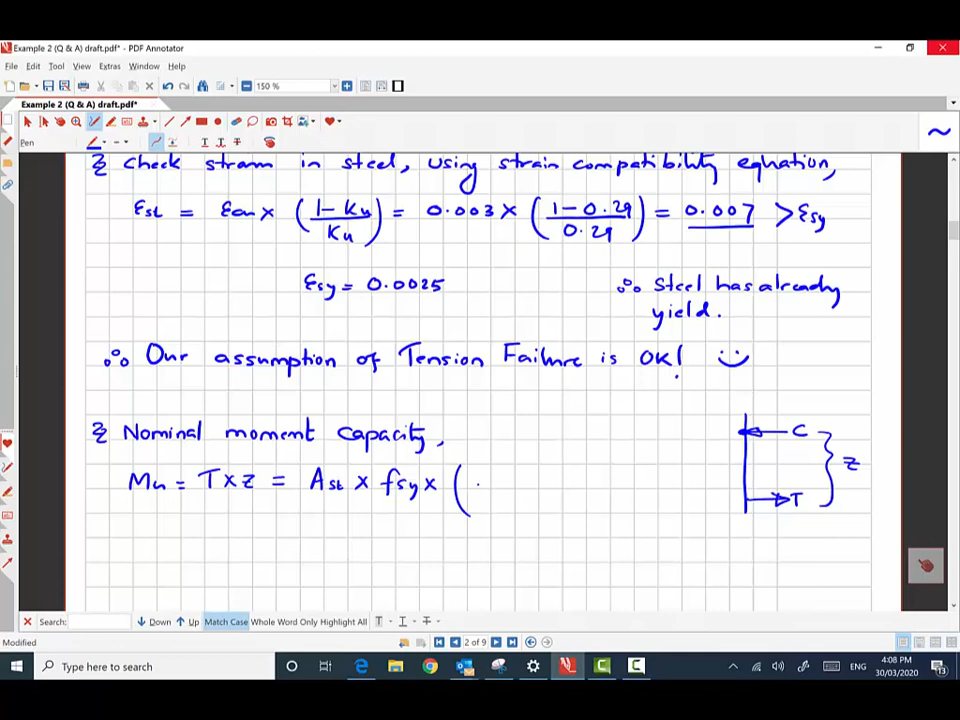 Example 2 (Q & A) draft.pdf* - PDF Annotator
File Edit Tool View Extras Window Help
150 %
Example 2 (Q & A) draft.pdf*
Pen
Check strain in steel, using strain compatibility equation,
εst = εcu × (1 - Ku / Ku) = 0.003 × (1 - 0.29 / 0.29) = 0.007 > εsy
εsy = 0.0025
∴ Steel has already
yield.
∴ Our assumption of Tension Failure is OK!
Nominal moment capacity,
C
Z
Mu = T × Z = Ast × fsy × (
T
Search: Down Up Match Case Whole Word Only Highlight All
Modified
2 of 9
Type here to search
ENG
4:08 PM
30/03/2020
13